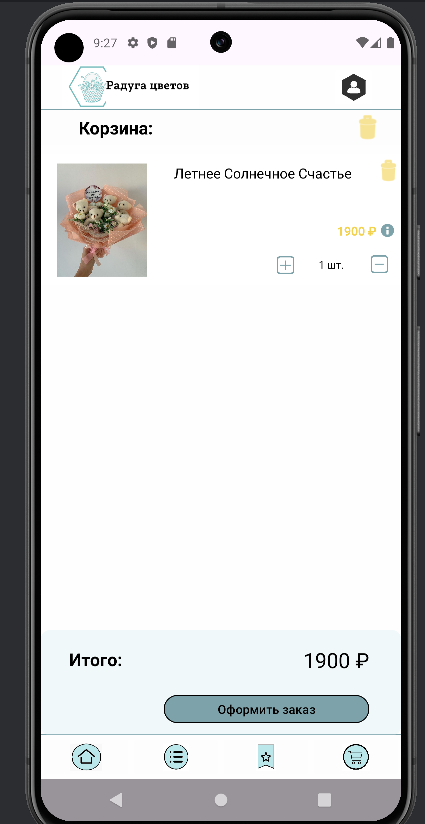 9:27
Радуга цветов
Корзина:
Летнее Солнечное Счастье
1900 ₽
1 шт.
Итого:
1900 ₽
Оформить заказ